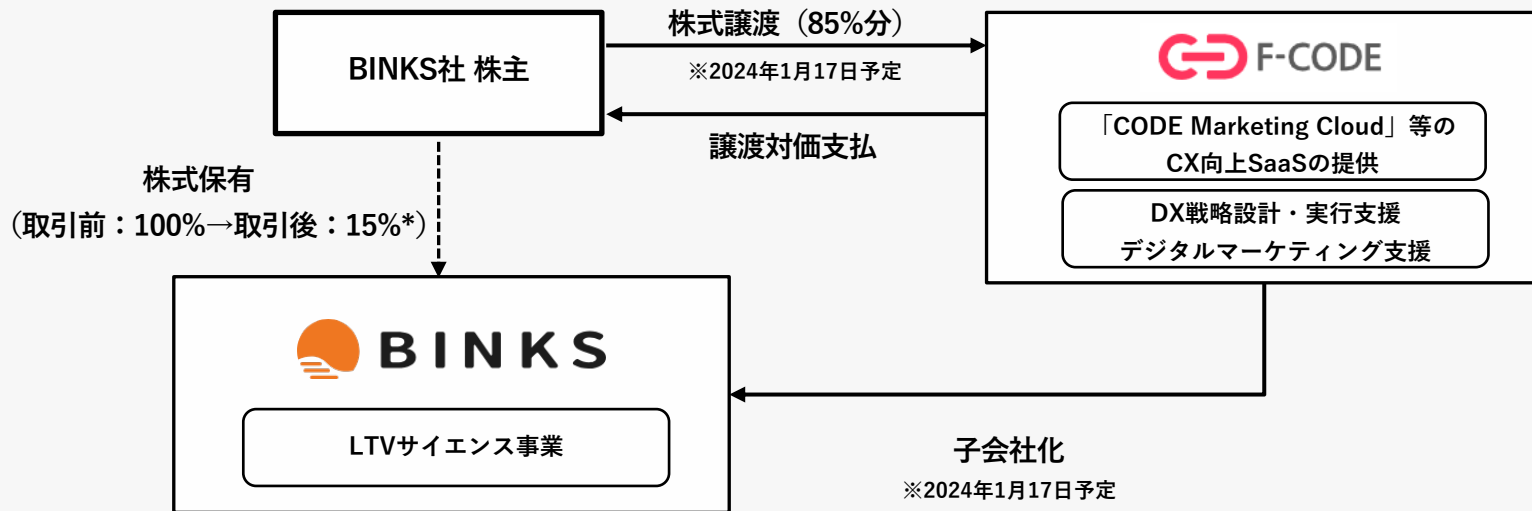 株式譲渡（85%分）
※2024年1月17日予定
BINKS社 株主
譲渡対価支払
F-CODE
「CODE Marketing Cloud」等の
CX向上SaaSの提供
DX戦略設計・実行支援
デジタルマーケティング支援
株式保有
（取引前：100%→取引後：15%*）
BINKS
LTVサイエンス事業
子会社化
※2024年1月17日予定